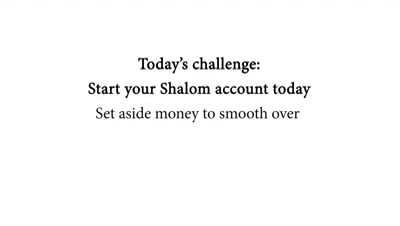 Today’s challenge:
Start your Shalom account today
Set aside money to smooth over